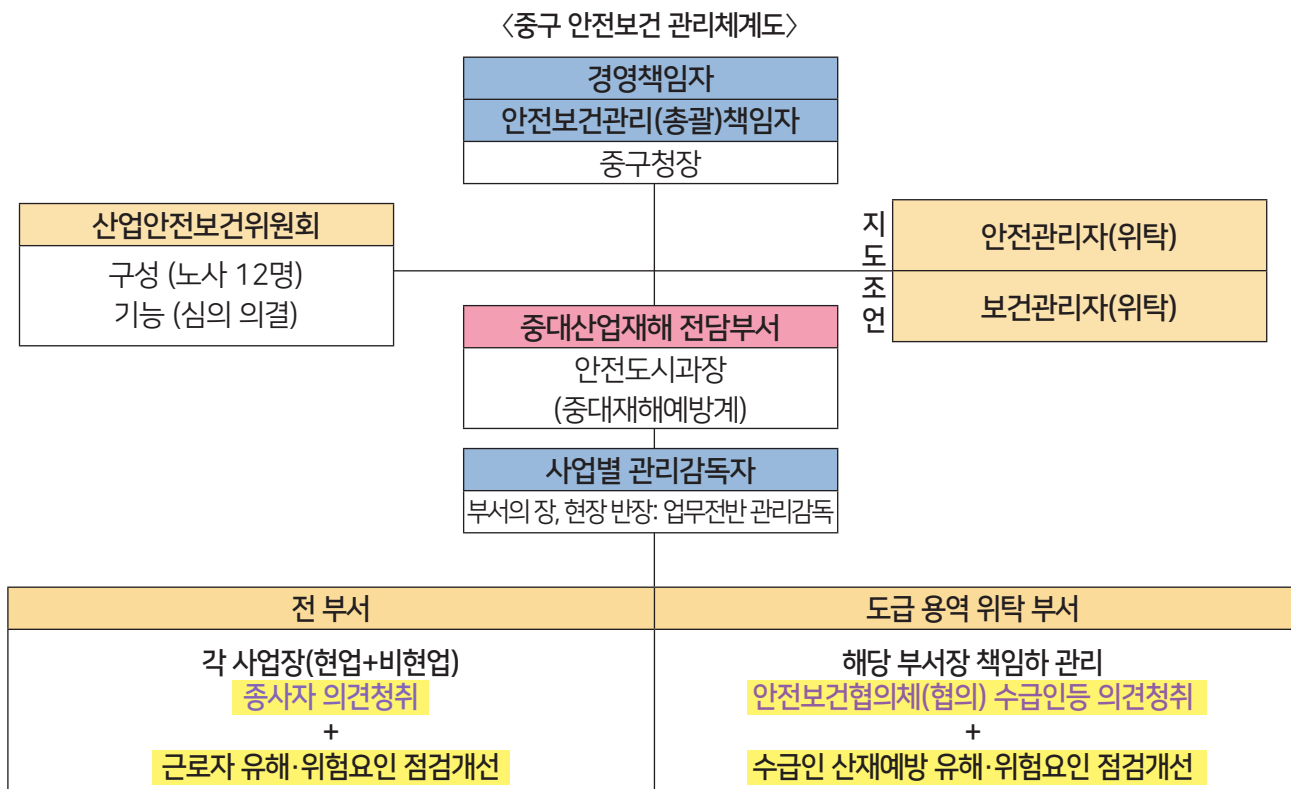 〈중구 안전보건 관리체계도〉
경영책임자
안전보건관리(총괄)책임자
중구청장
산업안전보건위원회
구성 (노사 12명)
기능 (심의 의결)
지도조언
안전관리자(위탁)
보건관리자(위탁)
중대산업재해 전담부서
안전도시과장
(중대재해예방계)
사업별 관리감독자
부서의 장, 현장 반장: 업무전반 관리감독
전 부서
각 사업장(현업+비현업)
종사자 의견청취
+
근로자 유해·위험요인 점검개선
도급 용역 위탁 부서
해당 부서장 책임하 관리
안전보건협의체(협의) 수급인등 의견청취
+
수급인 산재예방 유해·위험요인 점검개선